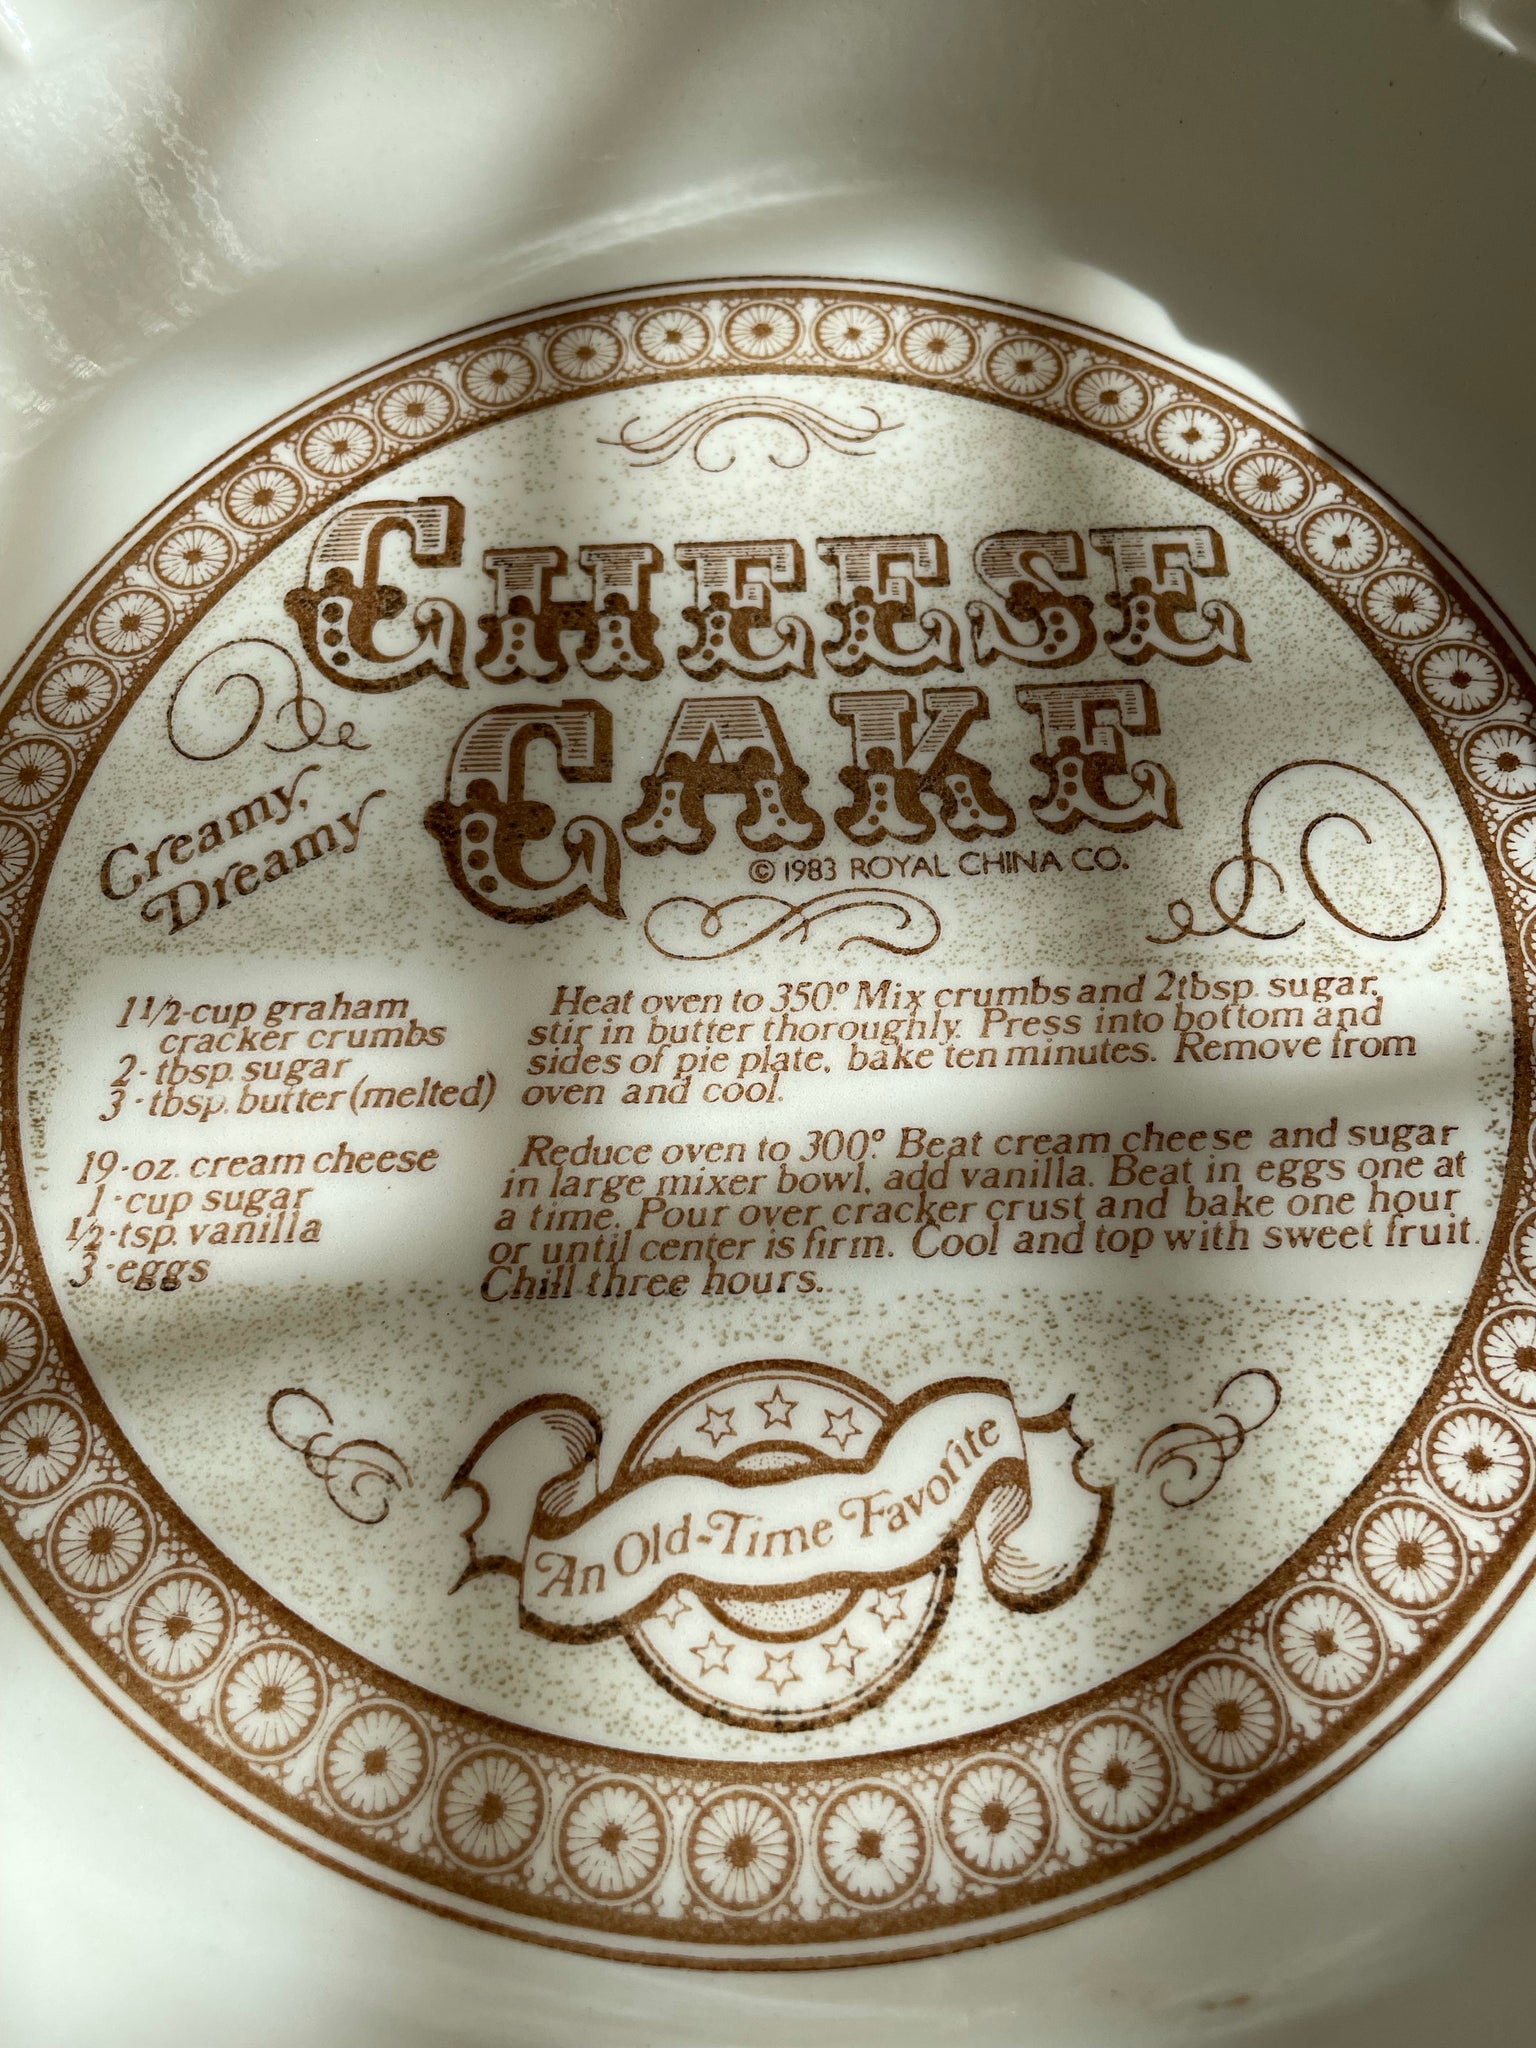 CHEESE
CAKE
Creamy,
Dreamy
© 1983 ROYAL CHINA CO.
1 1/2-cup graham
cracker crumbs
2-tbsp. sugar
3-tbsp. butter (melted)
19-oz. cream cheese
1-cup sugar
1/2-tsp. vanilla
3-eggs
Heat oven to 350.° Mix crumbs and 2tbsp. sugar,
stir in butter thoroughly. Press into bottom and
sides of pie plate, bake ten minutes. Remove from
oven and cool.
Reduce oven to 300.° Beat cream cheese and sugar
in large mixer bowl, add vanilla. Beat in eggs one at
a time. Pour over cracker crust and bake one hour
or until center is firm. Cool and top with sweet fruit.
Chill three hours.
An Old-Time Favorite